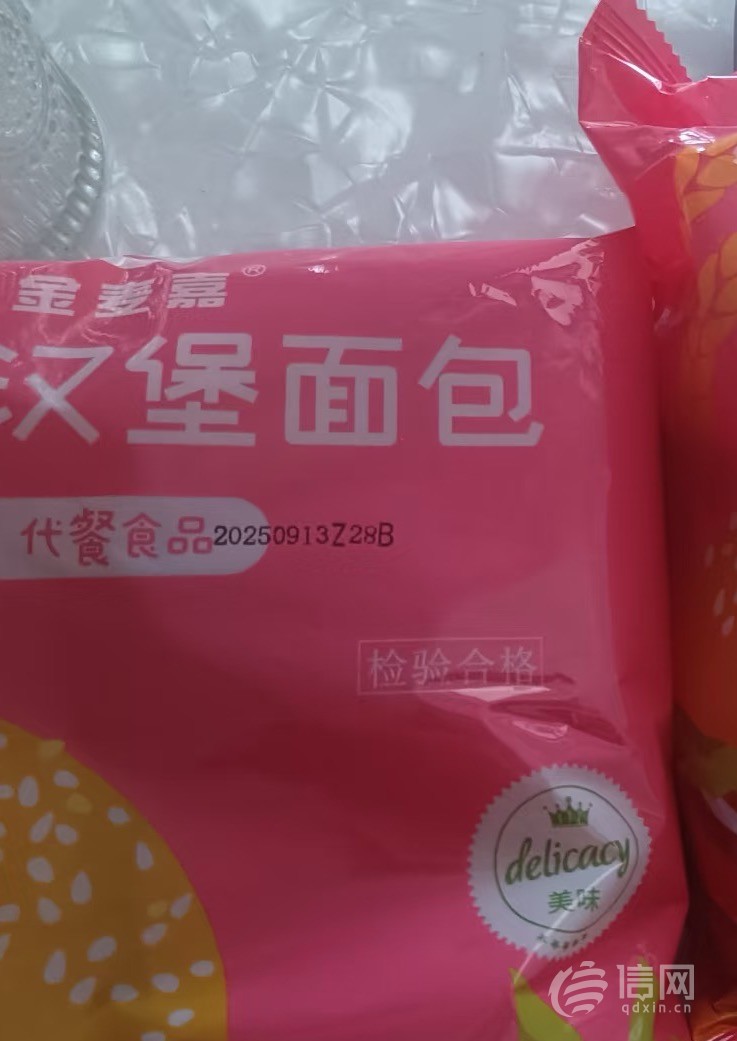 金麦嘉®
汉堡面包
代餐食品20250913Z28B
检验合格
delicacy
美味
信网
qdxin.cn